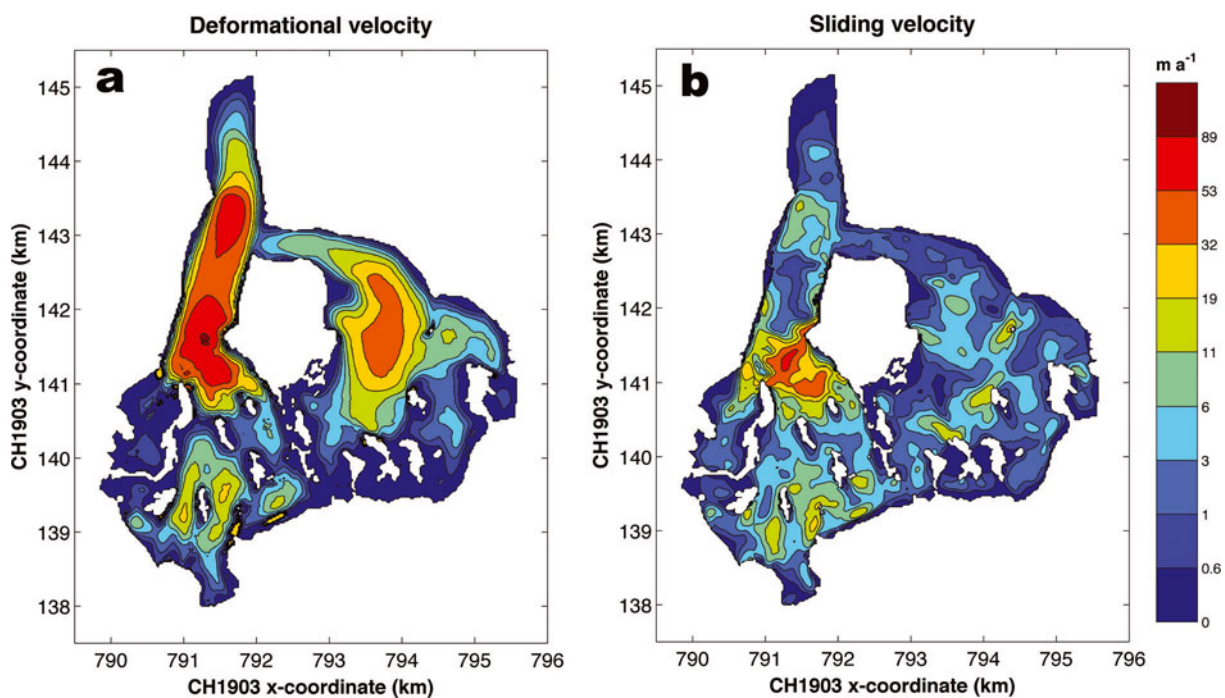 Deformational velocity
a
145
144
143
142
141
140
139
138
CH1903 y-coordinate (km)
790 791 792 793 794 795 796
CH1903 x-coordinate (km)
Sliding velocity
b
145
144
143
142
141
140
139
138
CH1903 y-coordinate (km)
790 791 792 793 794 795 796
CH1903 x-coordinate (km)
m a⁻¹
89
53
32
19
11
6
3
1
0.6
0